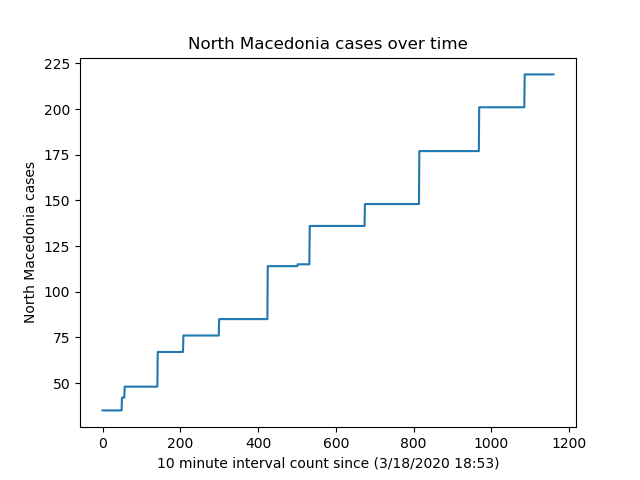 North Macedonia cases over time
225
200
175
150
125
100
75
50
North Macedonia cases
0 200 400 600 800 1000 1200
10 minute interval count since (3/18/2020 18:53)